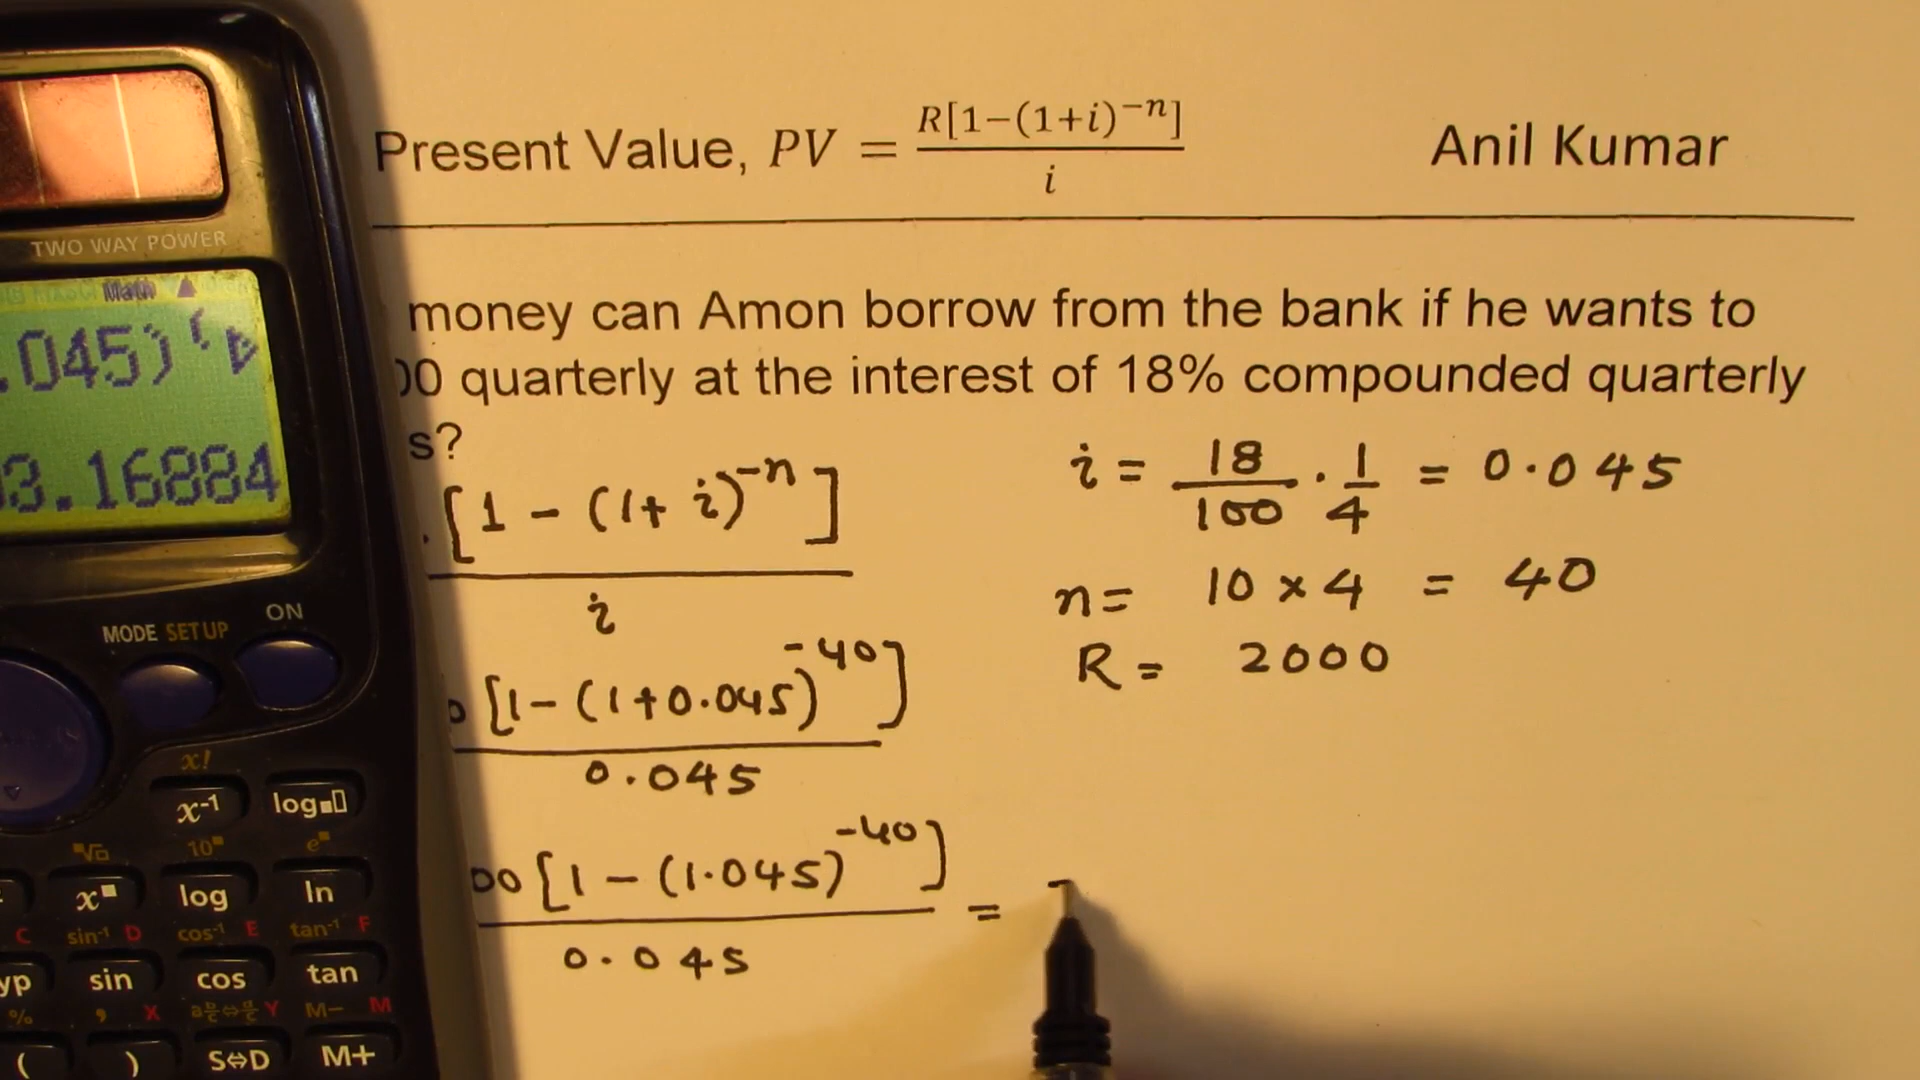 Present Value, PV = R[1−(1+i)^−n] / i Anil Kumar
money can Amon borrow from the bank if he wants to
00 quarterly at the interest of 18% compounded quarterly
s?
. [1 - (1+ i)^-n] / i
i = 18/100 . 1/4 = 0.045
n = 10 x 4 = 40
R = 2000
0 [1- (1+0.045)^-40] / 0.045
00 [1 - (1.045)^-40] / 0.045 =
TWO WAY POWER
Math ▲
.045)^(
3.16884
MODE SETUP ON
x!
x-1 log
10 e
x log ln
C sin-1 D cos-1 E tan-1 F
yp sin cos tan
% , X Y M− M
( ) S⇔D M+